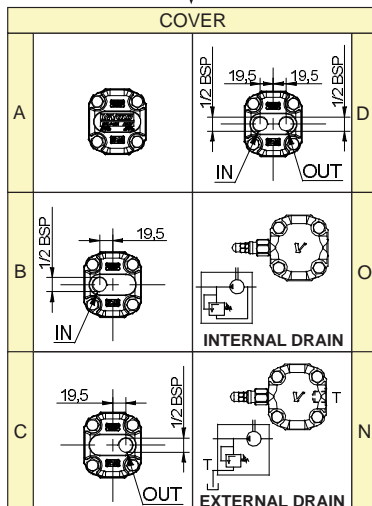 COVER
A
1/2 BSP
19,5
19,5
1/2 BSP
IN
OUT
D
B
1/2 BSP
19,5
IN
INTERNAL DRAIN
O
C
19,5
1/2 BSP
OUT
T
T
EXTERNAL DRAIN
N